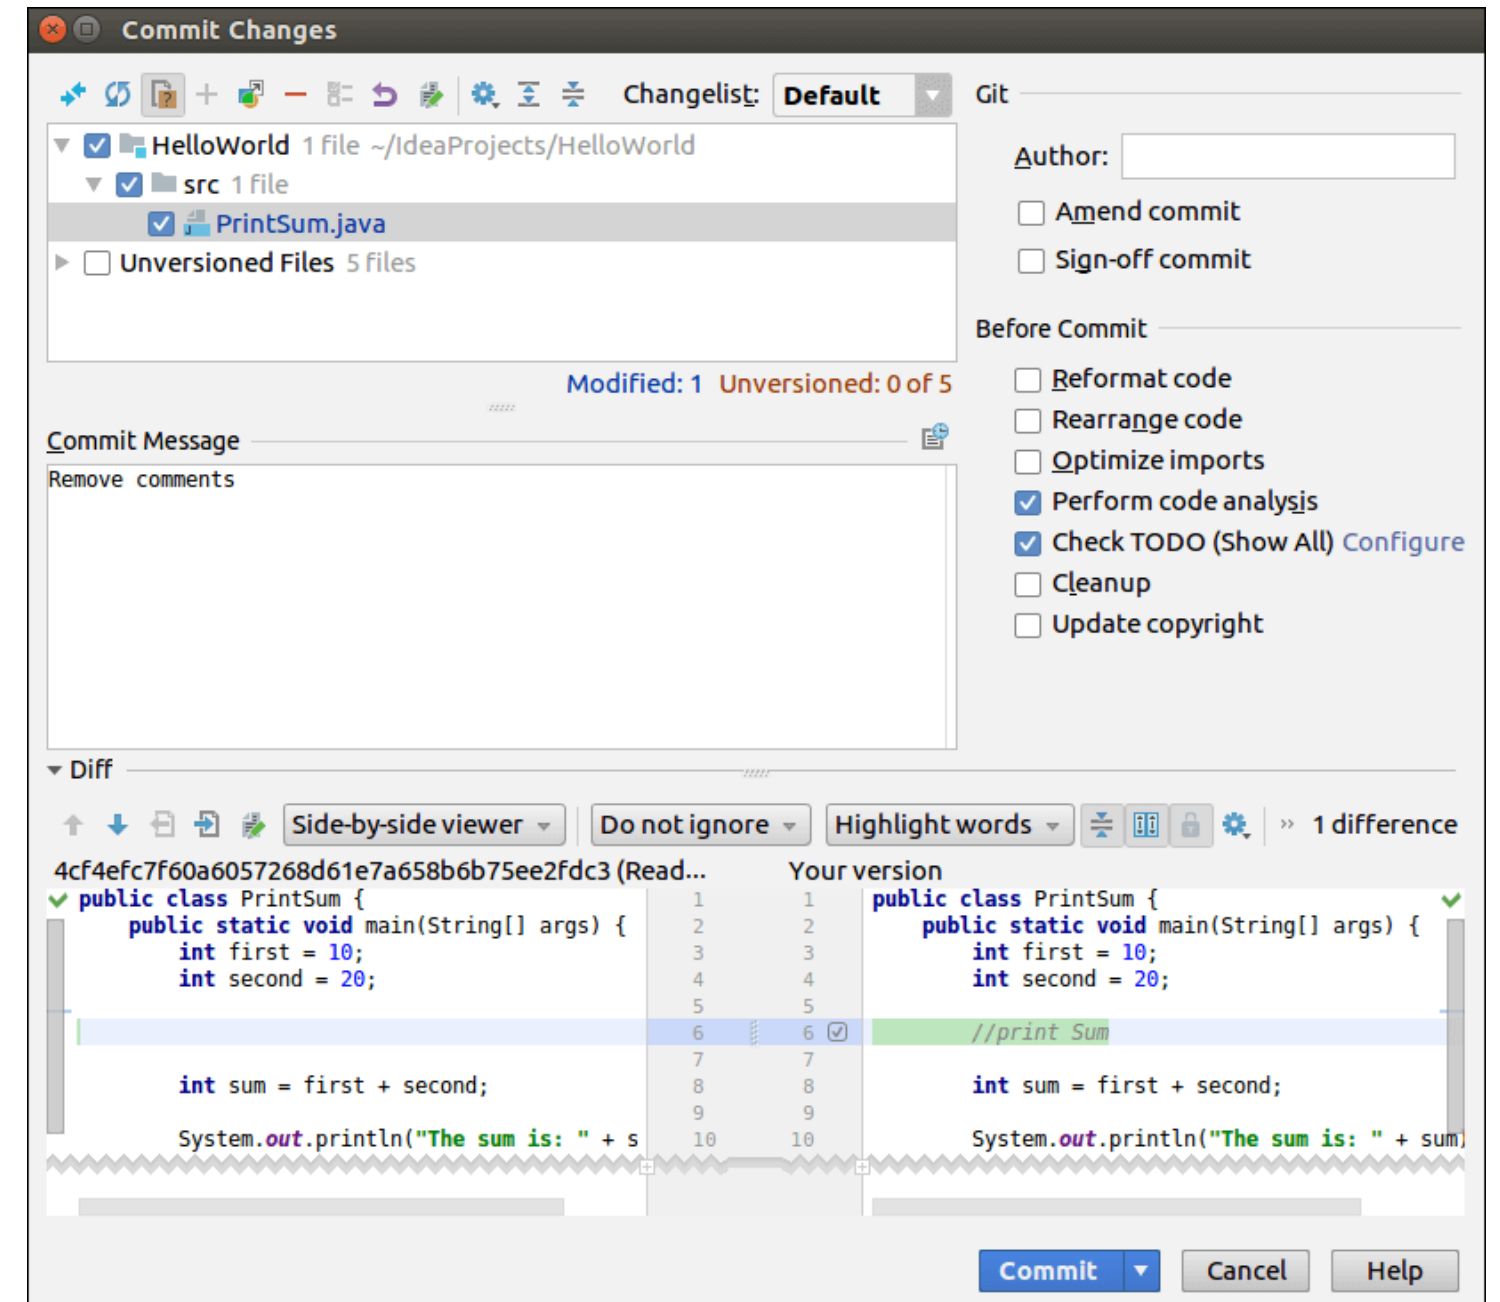 Commit Changes
Changelist: Default
HelloWorld 1 file ~/IdeaProjects/HelloWorld
src 1 file
PrintSum.java
Unversioned Files 5 files
Modified: 1 Unversioned: 0 of 5
Git
Author:
Amend commit
Sign-off commit
Before Commit
Reformat code
Rearrange code
Optimize imports
Perform code analysis
Check TODO (Show All) Configure
Cleanup
Update copyright
Commit Message
Remove comments
Diff
Side-by-side viewer Do not ignore Highlight words » 1 difference
4cf4efc7f60a6057268d61e7a658b6b75ee2fdc3 (Read... Your version
public class PrintSum { 1 1 public class PrintSum {
public static void main(String[] args) { 2 2 public static void main(String[] args) {
int first = 10; 3 3 int first = 10;
int second = 20; 4 4 int second = 20;
5 5
6 6 //print Sum
7 7
int sum = first + second; 8 8 int sum = first + second;
9 9
System.out.println("The sum is: " + s 10 10 System.out.println("The sum is: " + sum)
Commit Cancel Help